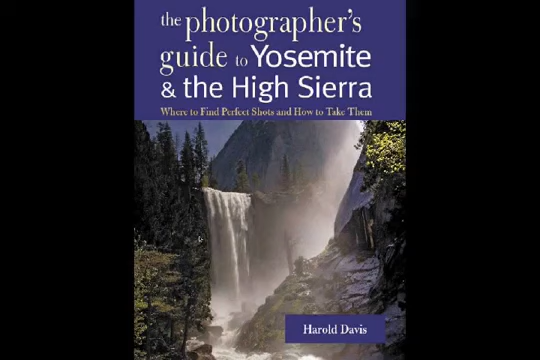 the photographer's
guide to Yosemite
& the High Sierra
Where to Find Perfect Shots and How to Take Them
Harold Davis